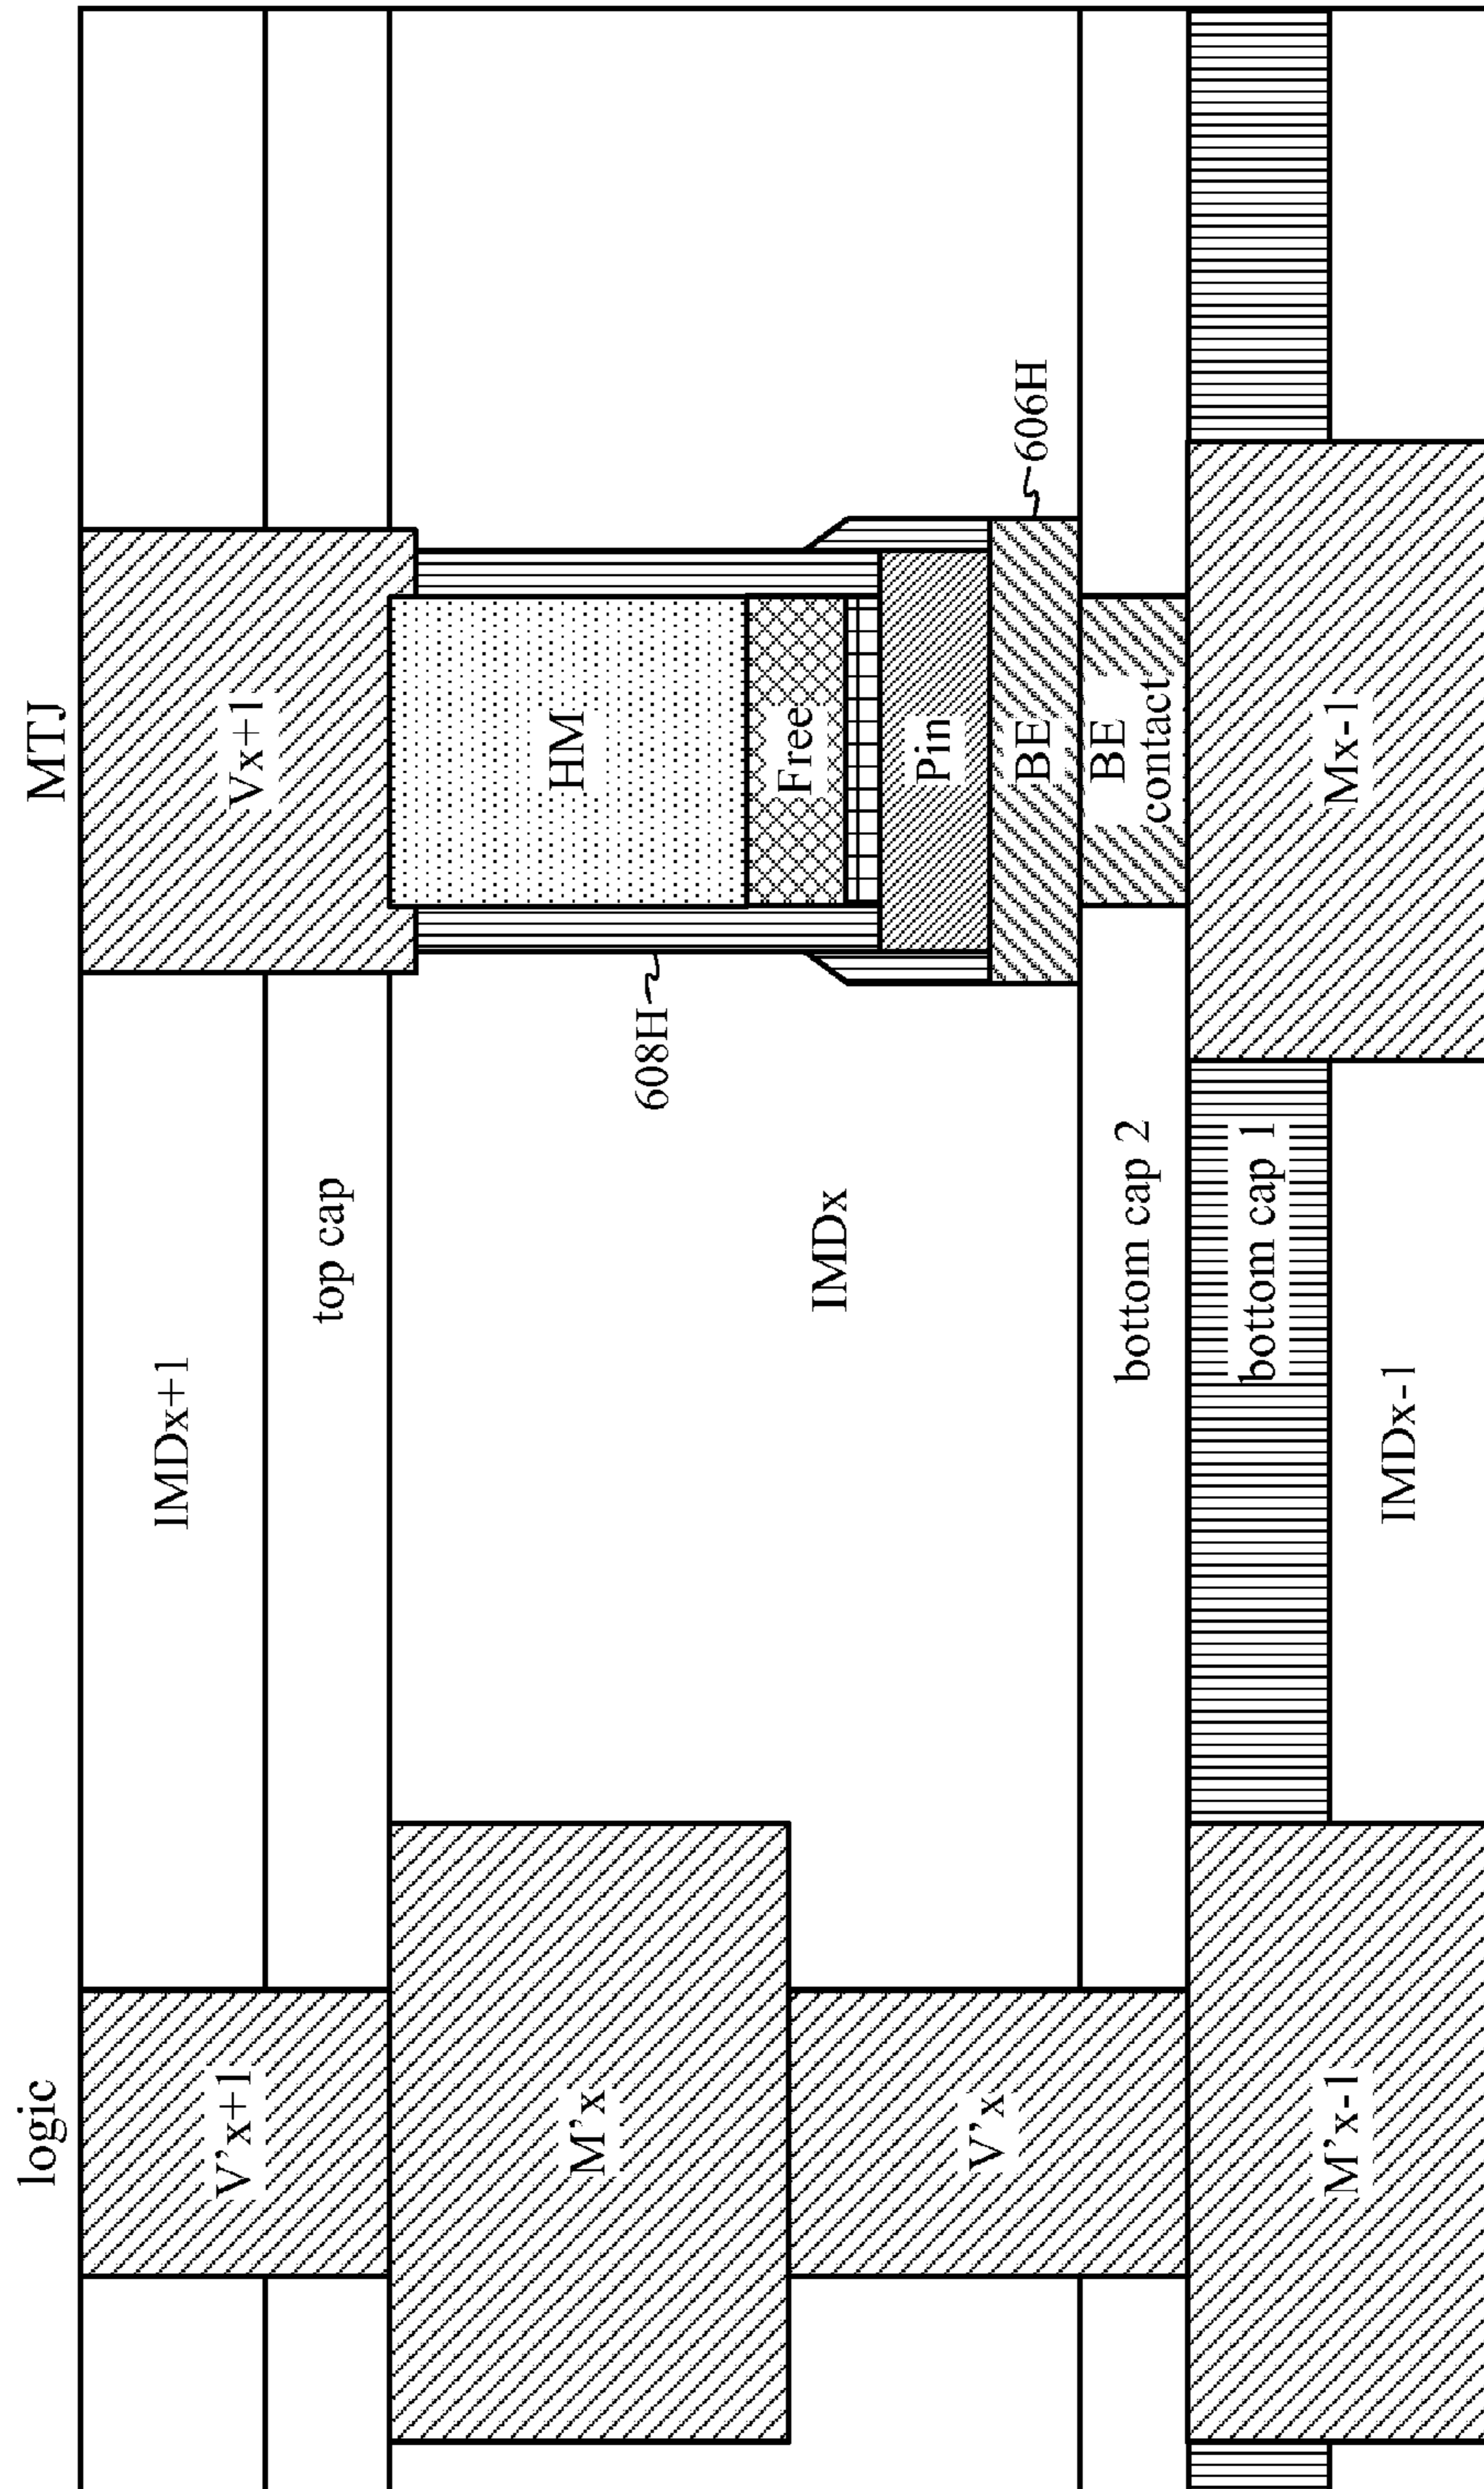 logic
MTJ
V'x+1
IMDx+1
Vx+1
top cap
M'x
HM
608H
Free
IMDx
V'x
Pin
BE
606H
bottom cap 2
BE
contact
M'x-1
bottom cap 1
IMDx-1
Mx-1